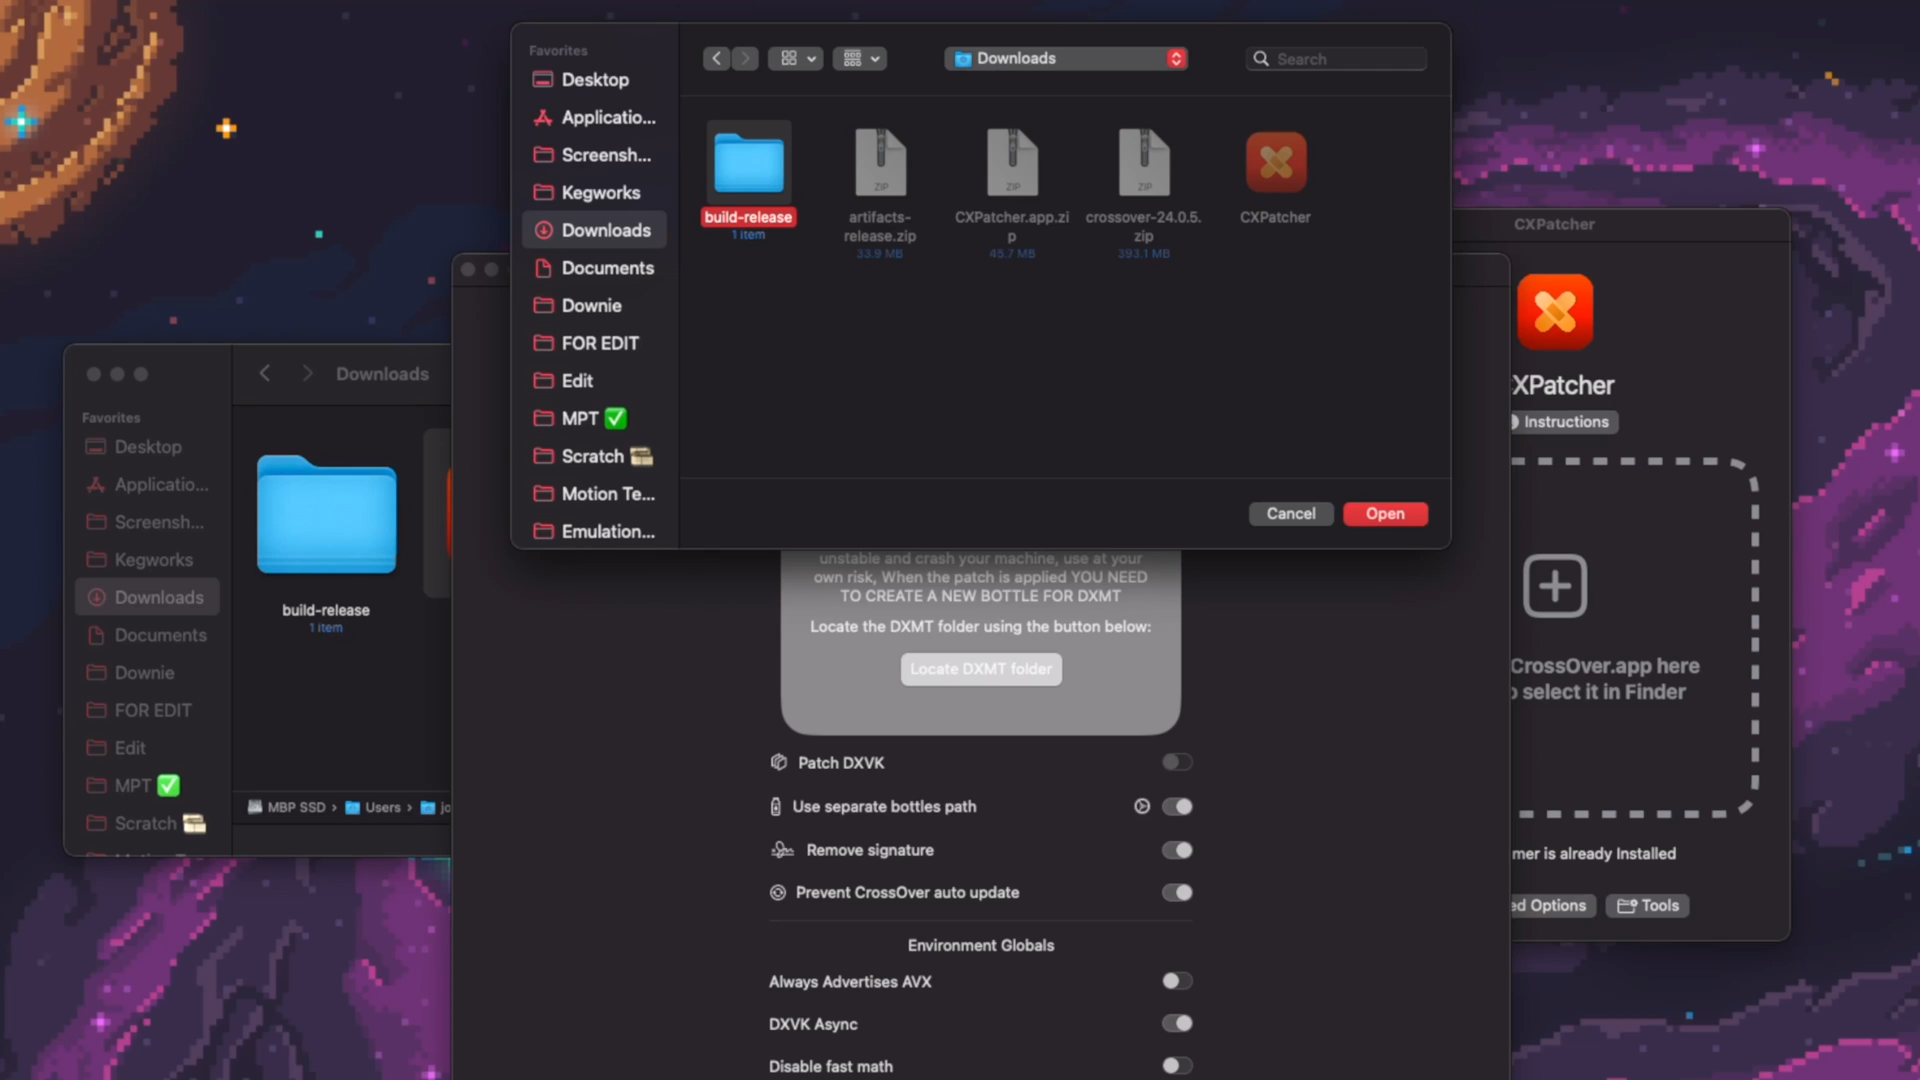 Favorites
Desktop
Applicatio...
Screensh...
Kegworks
Downloads
Documents
Downie
FOR EDIT
Edit
MPT ✅
Scratch
Motion Te...
Emulation...
Downloads
Search
build-release
1 item
artifacts-
release.zip
33.9 MB
CXPatcher.app.zi
p
45.7 MB
crossover-24.0.5.
zip
393.1 MB
CXPatcher
ZIP
ZIP
ZIP
Cancel
Open
Downloads
Favorites
Desktop
Applicatio...
Screensh...
Kegworks
Downloads
Documents
Downie
FOR EDIT
Edit
MPT ✅
Scratch
build-release
1 item
MBP SSD › Users › jo
unstable and crash your machine, use at your
own risk, When the patch is applied YOU NEED
TO CREATE A NEW BOTTLE FOR DXMT
Locate the DXMT folder using the button below:
Locate DXMT folder
Patch DXVK
Use separate bottles path
Remove signature
Prevent CrossOver auto update
Environment Globals
Always Advertises AVX
DXVK Async
Disable fast math
CXPatcher
XPatcher
Instructions
CrossOver.app here
o select it in Finder
mer is already Installed
ed Options
Tools